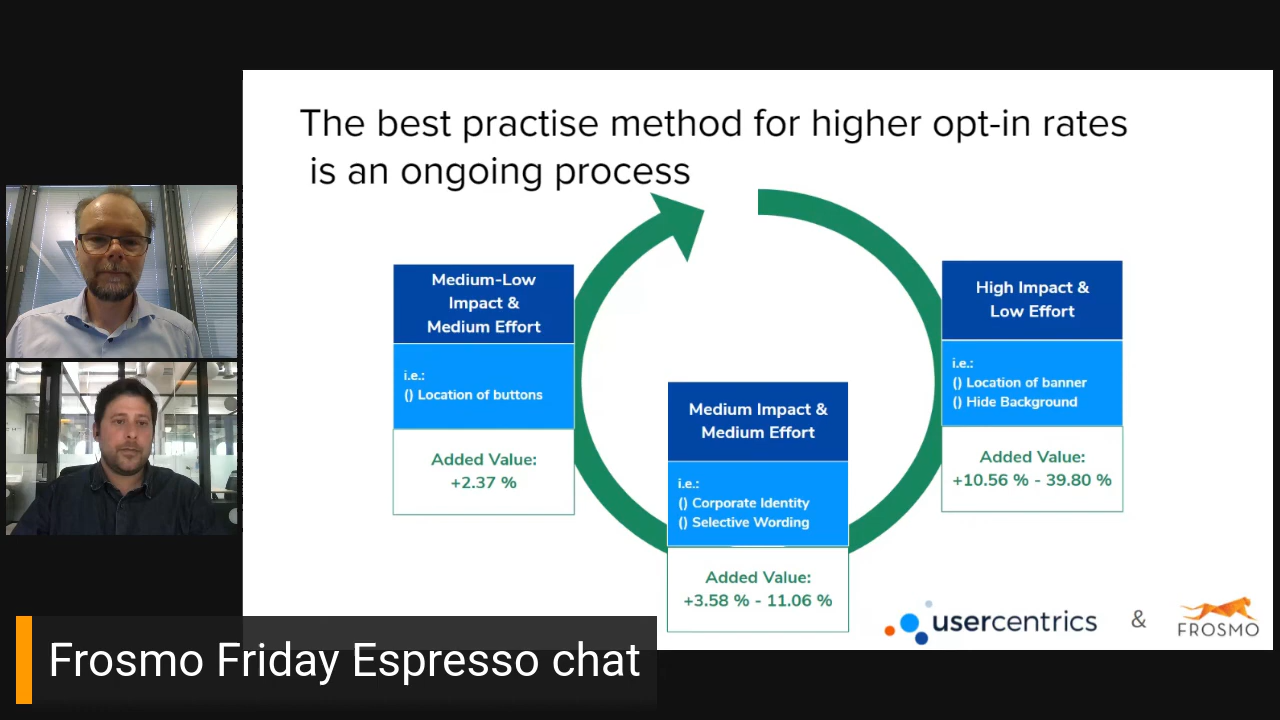 The best practise method for higher opt-in rates
is an ongoing process
Medium-Low
Impact &
Medium Effort
i.e.:
() Location of buttons
Added Value:
+2.37 %
Medium Impact &
Medium Effort
i.e.:
() Corporate Identity
() Selective Wording
Added Value:
+3.58 % - 11.06 %
High Impact &
Low Effort
i.e.:
() Location of banner
() Hide Background
Added Value:
+10.56 % - 39.80 %
usercentrics & FROSMO
Frosmo Friday Espresso chat